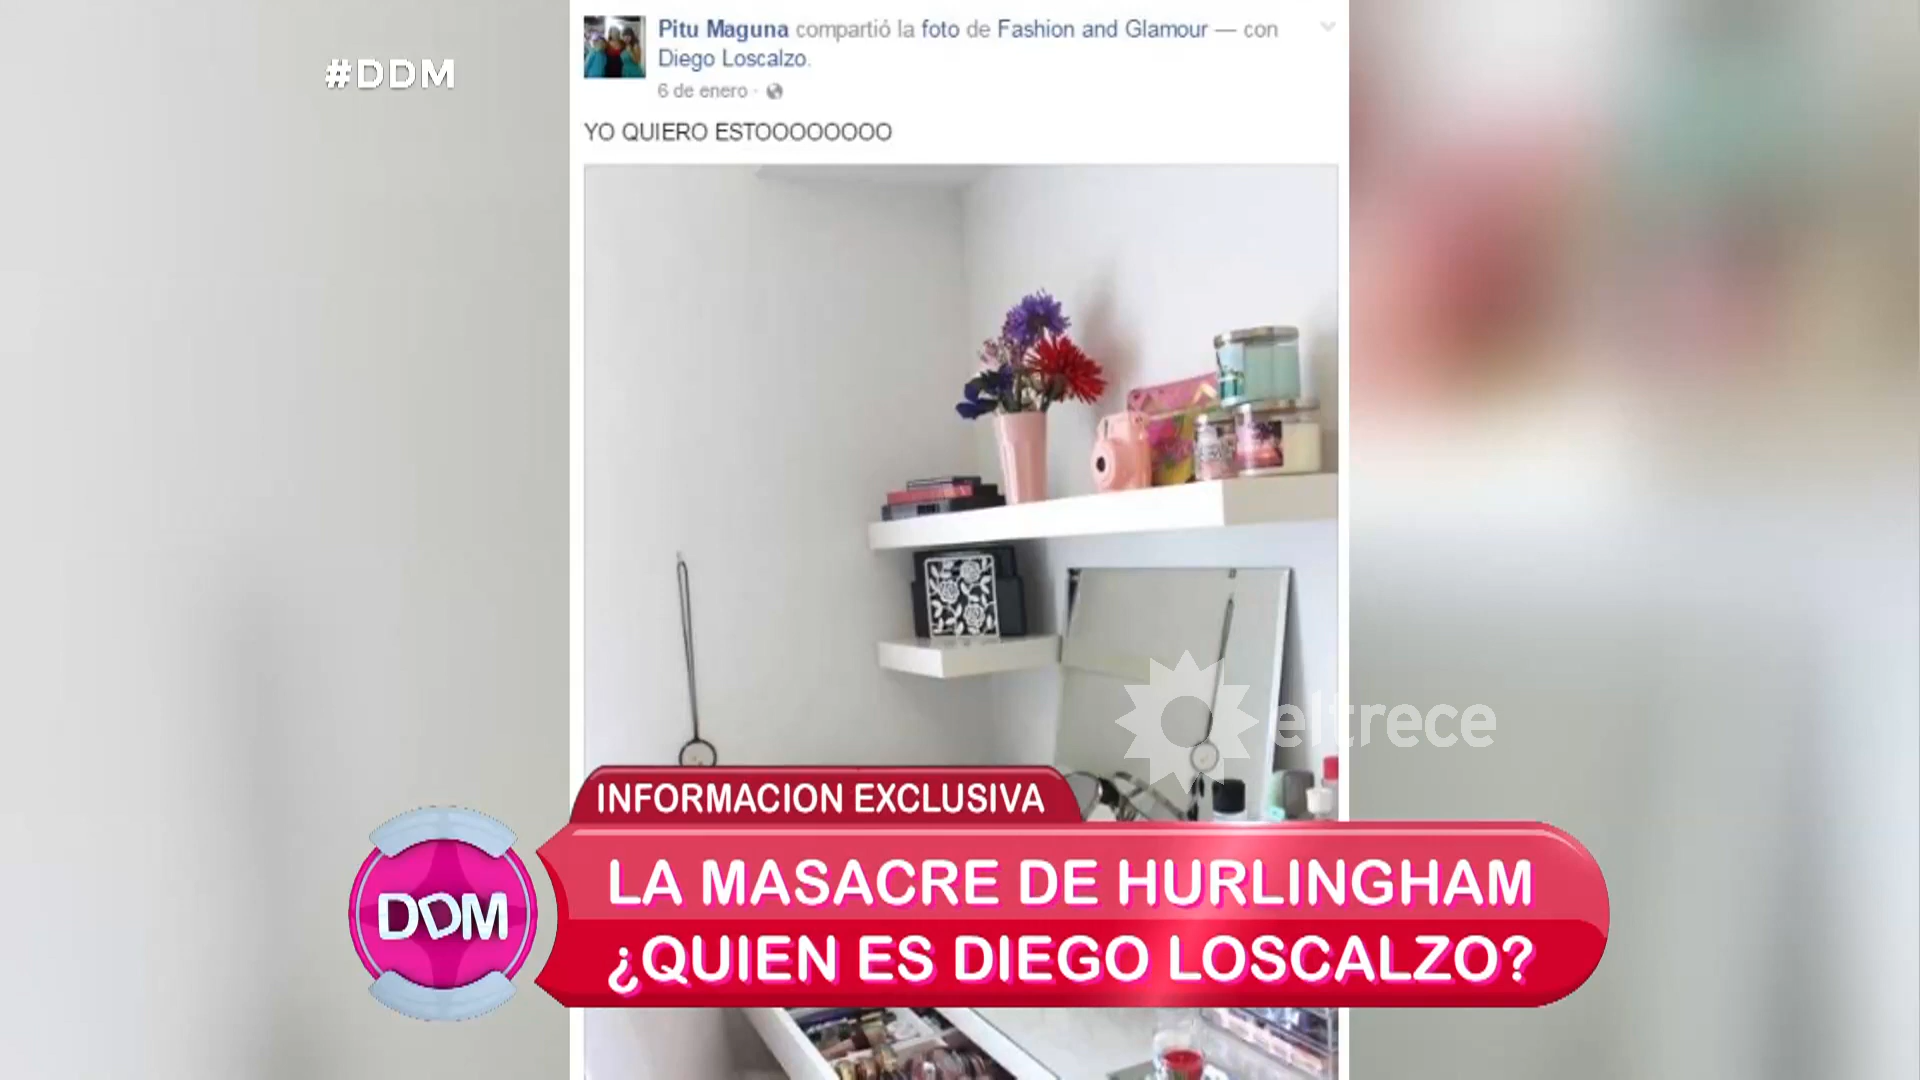 #DDM
Pitu Maguna compartió la foto de Fashion and Glamour — con
Diego Loscalzo.
6 de enero ·
YO QUIERO ESTOOOOOOOO
eltrece
INFORMACION EXCLUSIVA
LA MASACRE DE HURLINGHAM
¿QUIEN ES DIEGO LOSCALZO?
DDM